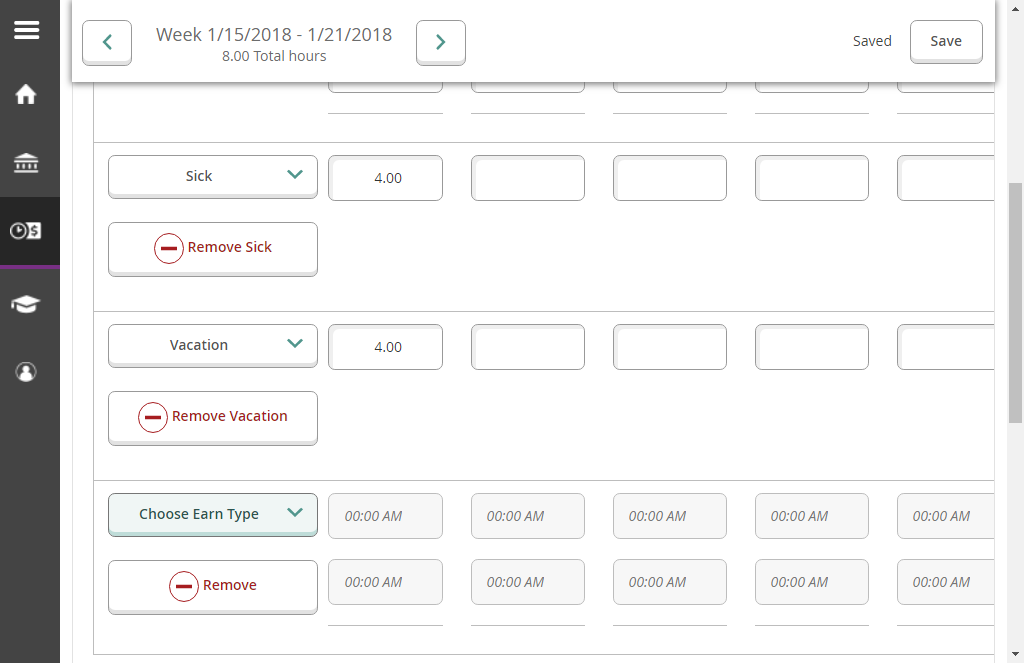 Week 1/15/2018 - 1/21/2018
8.00 Total hours
Saved
Save
Sick
4.00
Remove Sick
Vacation
4.00
Remove Vacation
Choose Earn Type
00:00 AM 00:00 AM 00:00 AM 00:00 AM 00:00 AM
Remove
00:00 AM 00:00 AM 00:00 AM 00:00 AM 00:00 AM